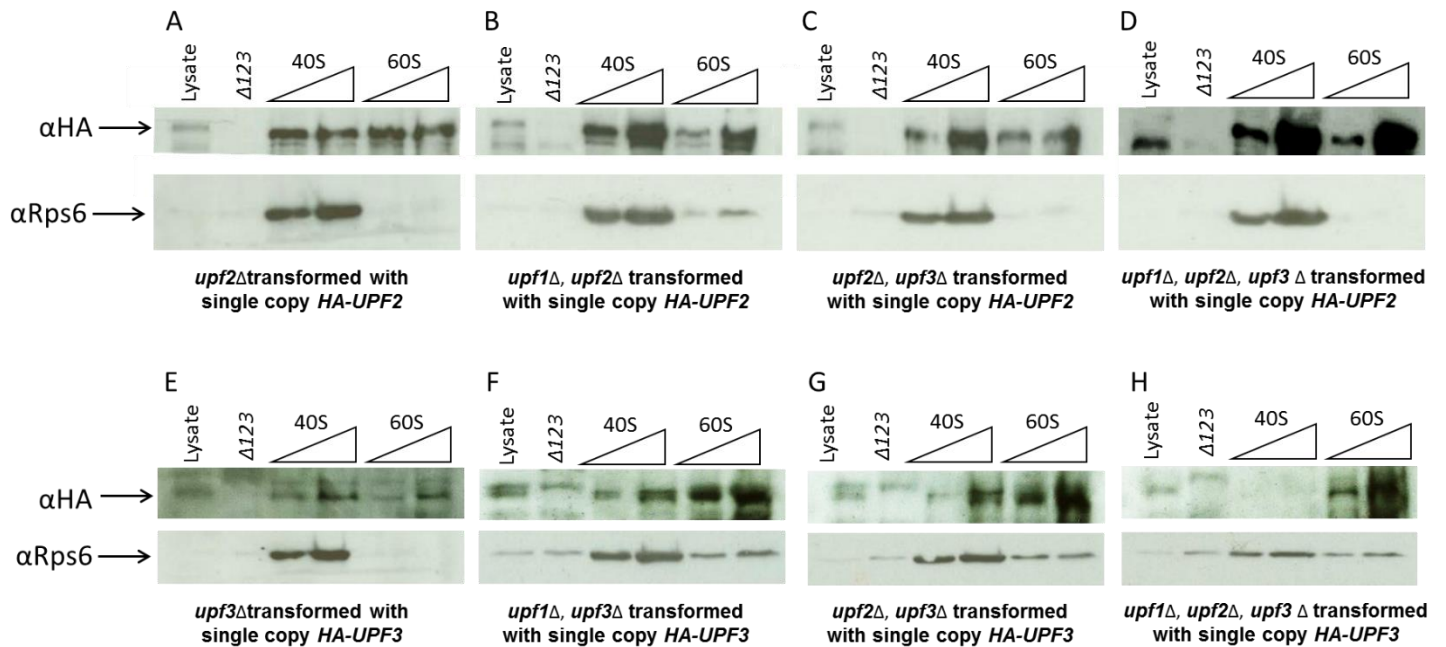 A B C D
Lysate Δ123 40S 60S Lysate Δ123 40S 60S Lysate Δ123 40S 60S Lysate Δ123 40S 60S
αHA
αRps6
upf2Δtransformed with
single copy HA-UPF2
upf1Δ, upf2Δ transformed
with single copy HA-UPF2
upf2Δ, upf3Δ transformed
with single copy HA-UPF2
upf1Δ, upf2Δ, upf3 Δ transformed
with single copy HA-UPF2
E F G H
Lysate Δ123 40S 60S Lysate Δ123 40S 60S Lysate Δ123 40S 60S Lysate Δ123 40S 60S
αHA
αRps6
upf3Δtransformed with
single copy HA-UPF3
upf1Δ, upf3Δ transformed
with single copy HA-UPF3
upf2Δ, upf3Δ transformed
with single copy HA-UPF3
upf1Δ, upf2Δ, upf3 Δ transformed
with single copy HA-UPF3